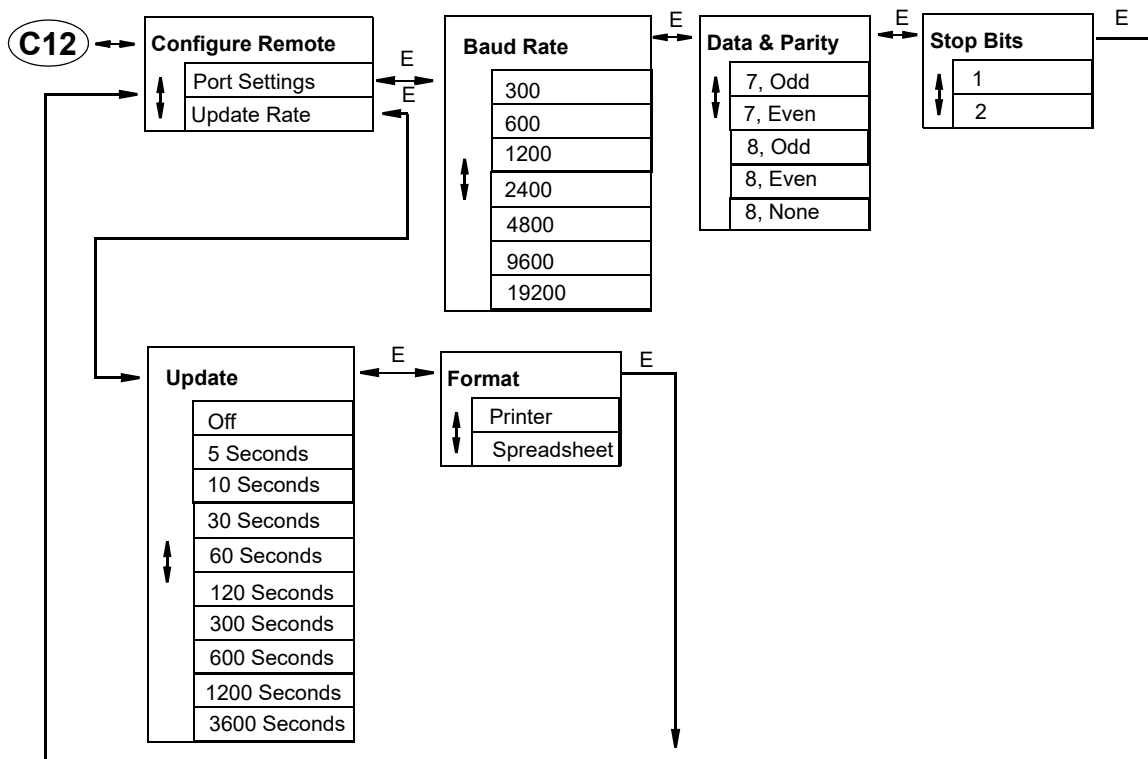 C12
Configure Remote
Port Settings
Update Rate
E
E
Baud Rate
300
600
1200
2400
4800
9600
19200
E
Data & Parity
7, Odd
7, Even
8, Odd
8, Even
8, None
E
Stop Bits
1
2
E
Update
Off
5 Seconds
10 Seconds
30 Seconds
60 Seconds
120 Seconds
300 Seconds
600 Seconds
1200 Seconds
3600 Seconds
E
Format
Printer
Spreadsheet
E